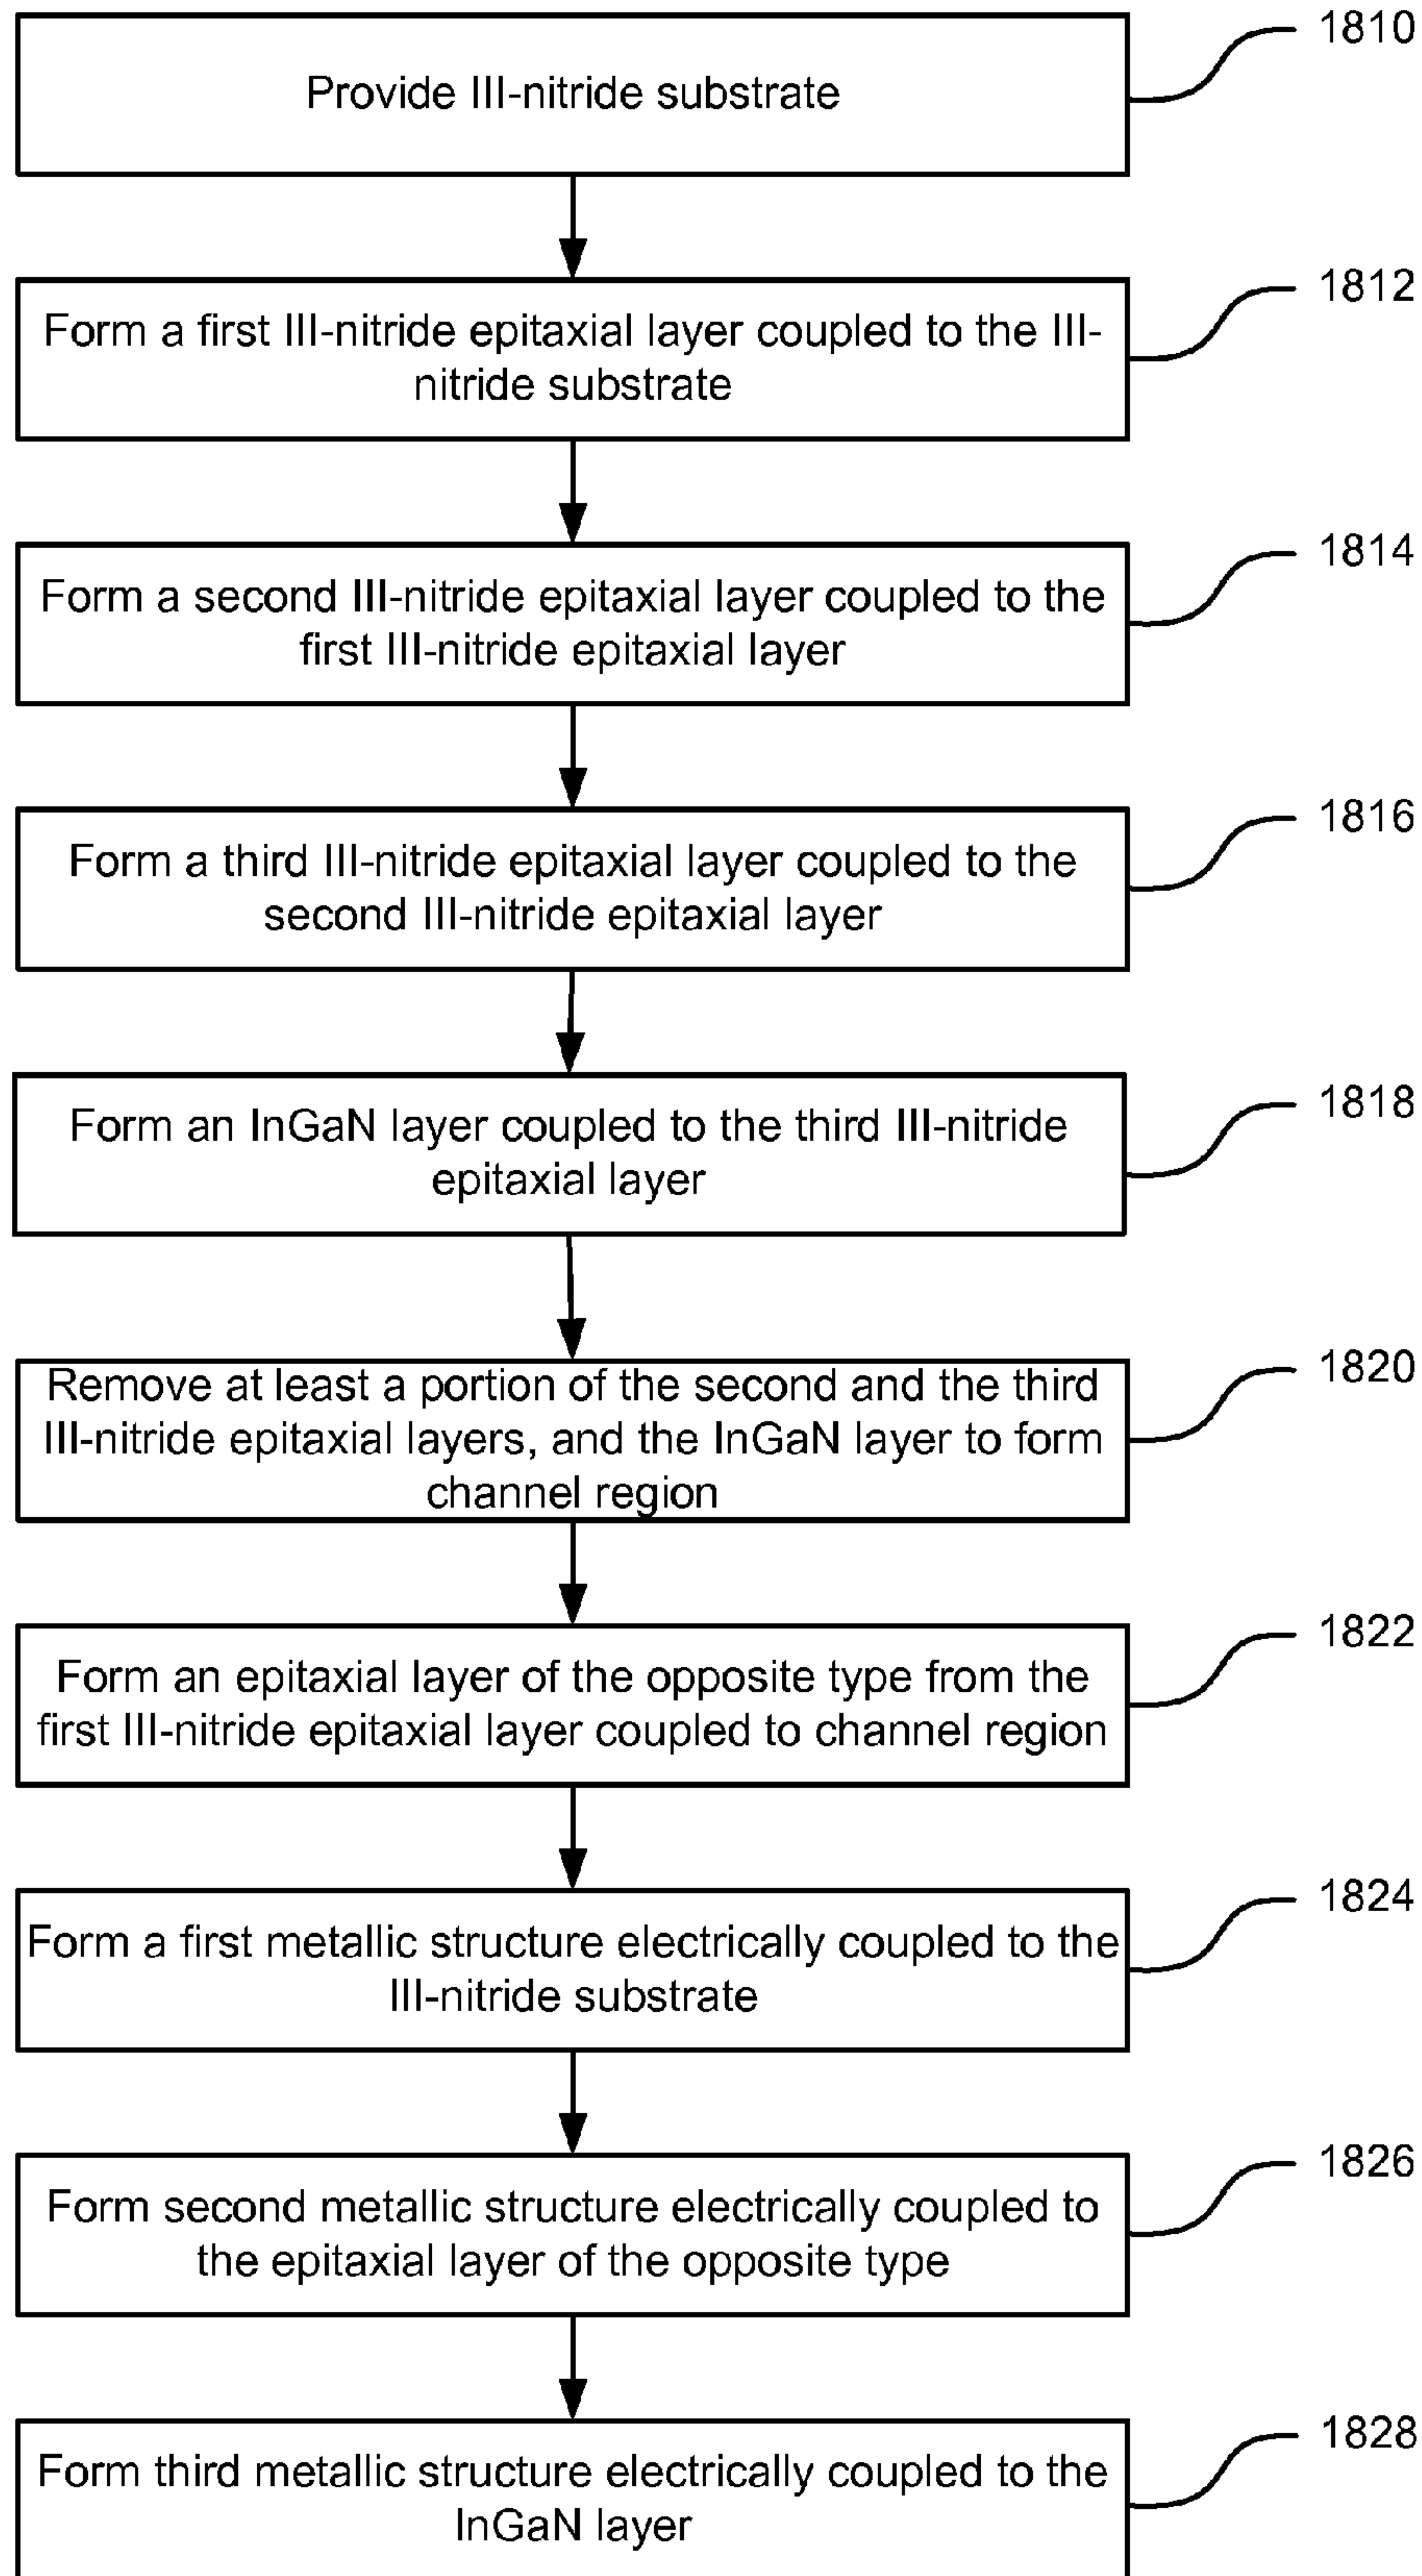 Provide III-nitride substrate
1810
Form a first III-nitride epitaxial layer coupled to the III-
nitride substrate
1812
Form a second III-nitride epitaxial layer coupled to the
first III-nitride epitaxial layer
1814
Form a third III-nitride epitaxial layer coupled to the
second III-nitride epitaxial layer
1816
Form an InGaN layer coupled to the third III-nitride
epitaxial layer
1818
Remove at least a portion of the second and the third
III-nitride epitaxial layers, and the InGaN layer to form
channel region
1820
Form an epitaxial layer of the opposite type from the
first III-nitride epitaxial layer coupled to channel region
1822
Form a first metallic structure electrically coupled to the
III-nitride substrate
1824
Form second metallic structure electrically coupled to
the epitaxial layer of the opposite type
1826
Form third metallic structure electrically coupled to the
InGaN layer
1828